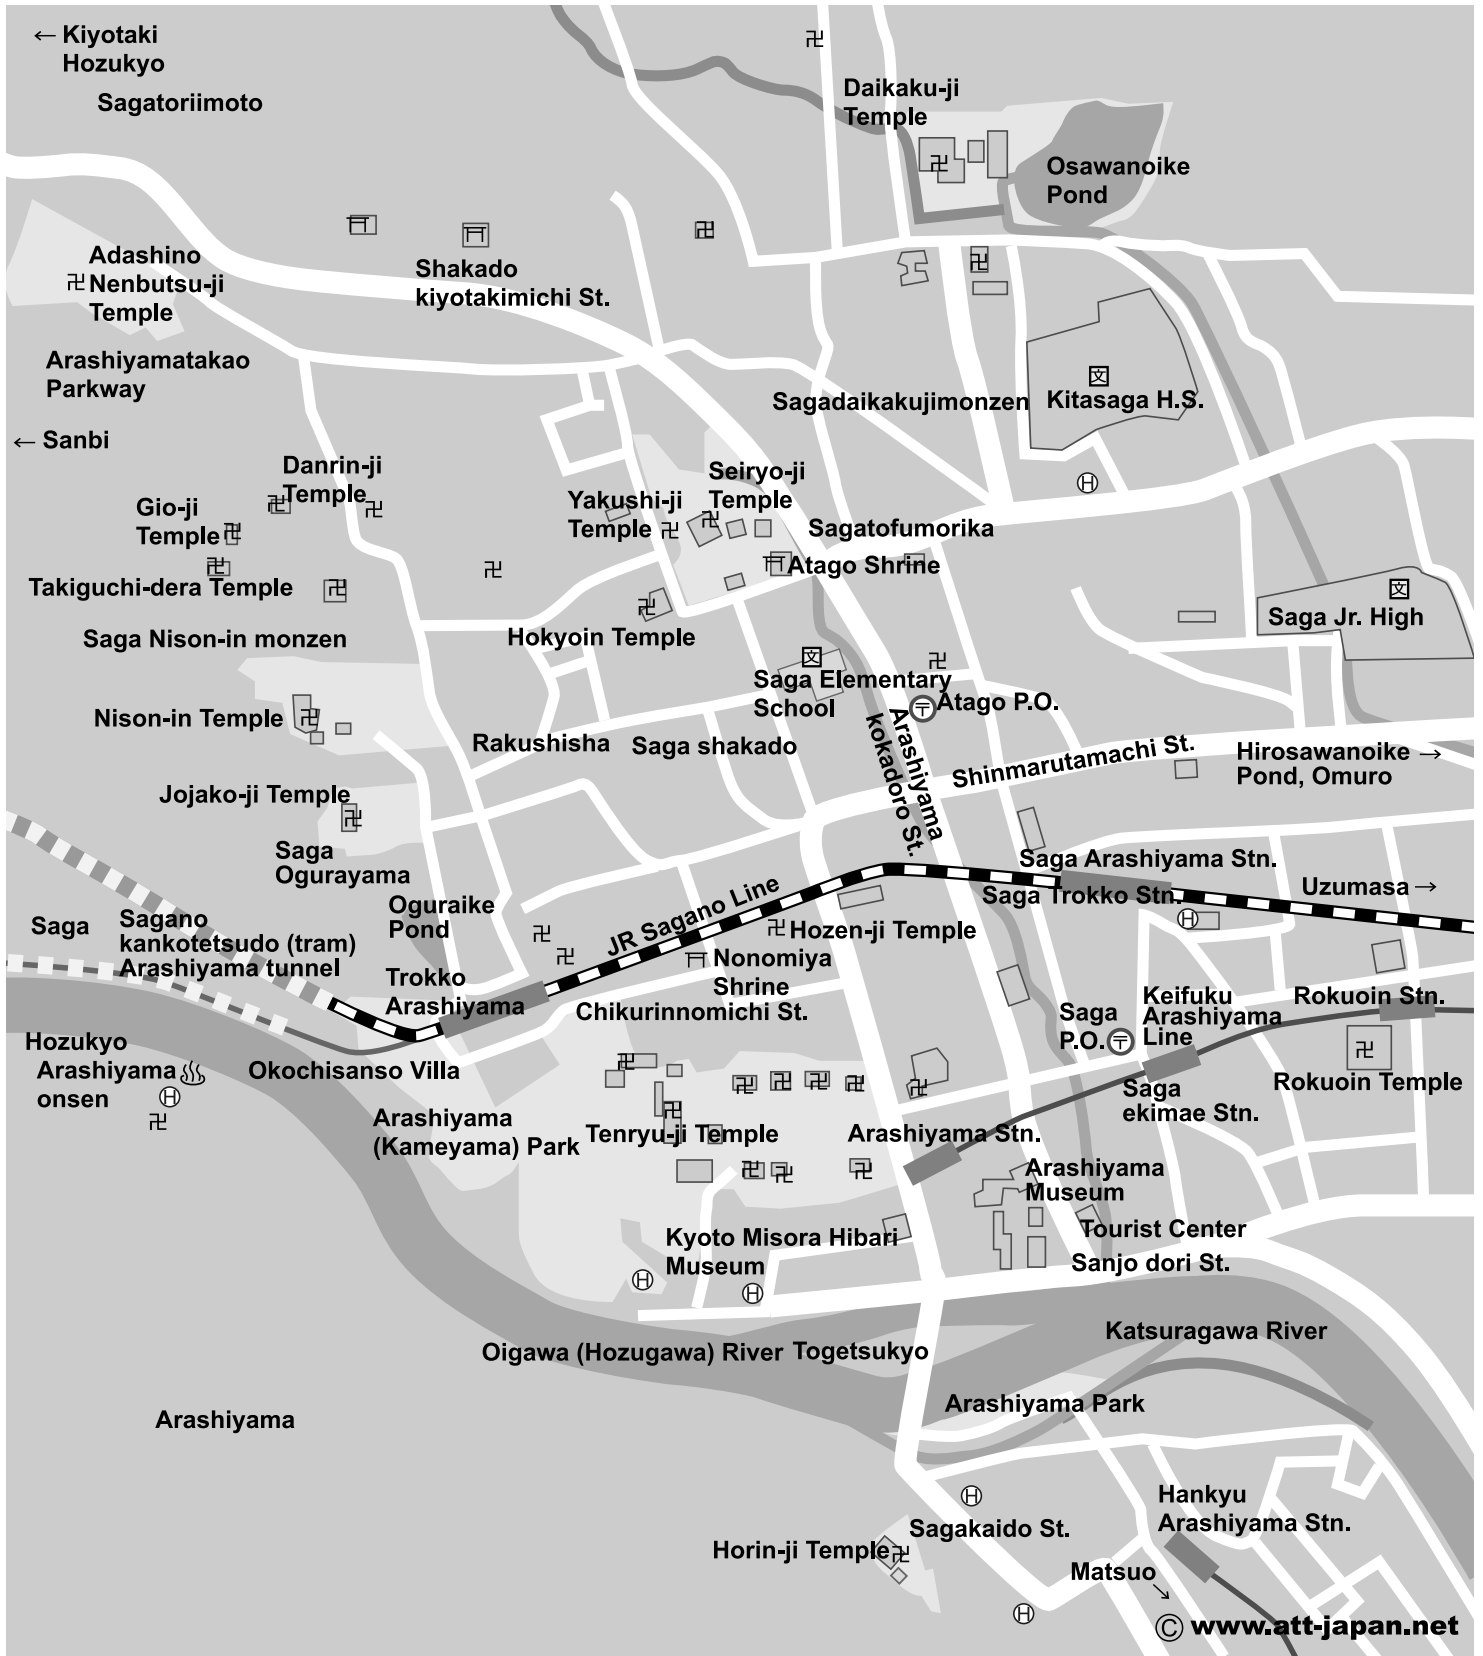 ← Kiyotaki
Hozukyo
Sagatoriimoto
Daikaku-ji
Temple
Osawanoike
Pond
Adashino
Nenbutsu-ji
Temple
Shakado
kiyotakimichi St.
Arashiyamatakao
Parkway
← Sanbi
Sagadaikakujimonzen
文
Kitasaga H.S.
Danrin-ji
Temple
Gio-ji
Temple
Yakushi-ji
Temple
Seiryo-ji
Temple
H
Sagatofumorika
Takiguchi-dera Temple
Atago Shrine
文
Saga Jr. High
Saga Nison-in monzen
Hokyoin Temple
文
Saga Elementary
School
Nison-in Temple
〒 Atago P.O.
Rakushisha
Saga shakado
Arashiyama
kokadoro St.
Shinmarutamachi St.
Hirosawanoike →
Pond, Omuro
Jojako-ji Temple
Saga
Ogurayama
Saga Arashiyama Stn.
Saga Trokko Stn.
Uzumasa →
H
Oguraike
Pond
Saga
Sagano
kankotetsudo (tram)
Arashiyama tunnel
JR Sagano Line
Hozen-ji Temple
Nonomiya
Shrine
Trokko
Arashiyama
Chikurinnomichi St.
Saga
P.O. 〒
Keifuku
Arashiyama
Line
Rokuoin Stn.
Hozukyo
Arashiyama
onsen
H
Okochisanso Villa
Rokuoin Temple
Saga
ekimae Stn.
Arashiyama
(Kameyama) Park
Tenryu-ji Temple
Arashiyama Stn.
Arashiyama
Museum
Kyoto Misora Hibari
Museum
Tourist Center
Sanjo dori St.
H
H
Katsuragawa River
Oigawa (Hozugawa) River
Togetsukyo
Arashiyama
Arashiyama Park
H
Sagakaido St.
Hankyu
Arashiyama Stn.
Horin-ji Temple
Matsuo
↘
H
© www.att-japan.net